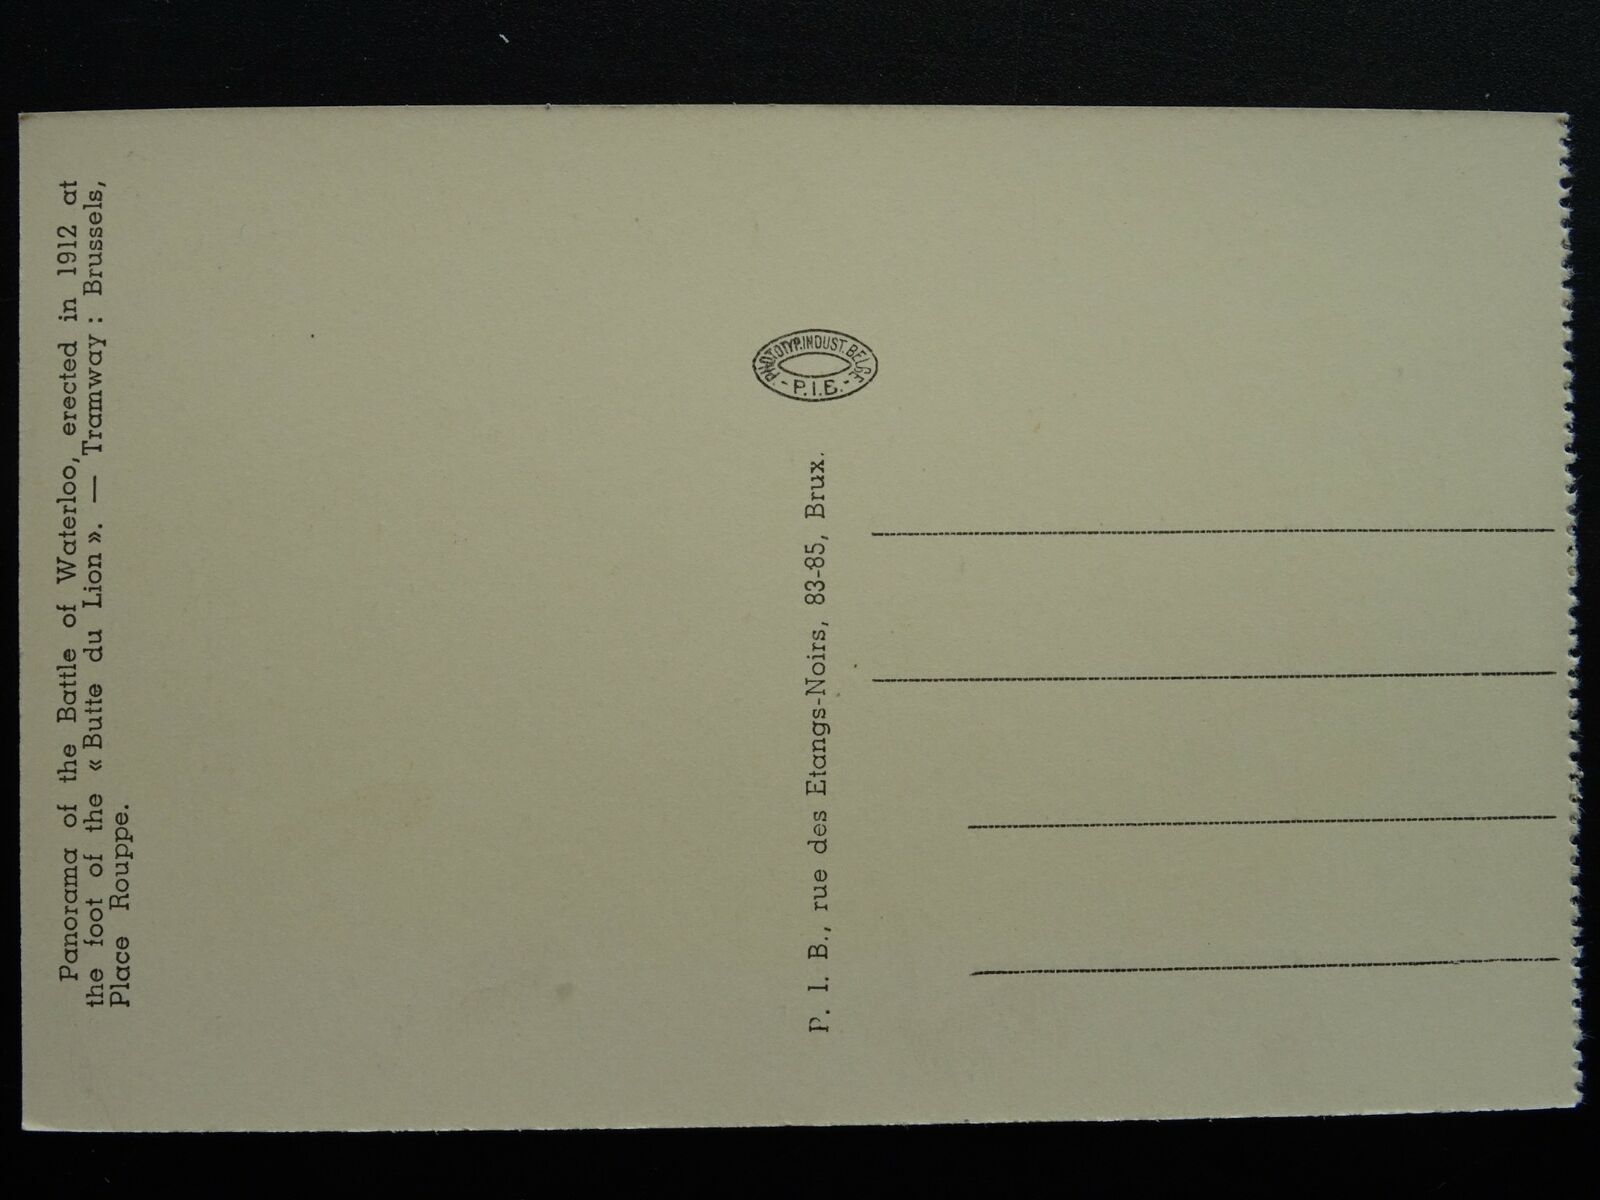 Panorama of the Battle of Waterloo, erected in 1912 at
the foot of the « Butte du Lion ». — Tramway : Brussels,
Place Rouppe.
P. I. B., rue des Etangs-Noirs, 83-85, Brux.
PHOTOTYP. INDUST. BELGE
- P.I.B. -